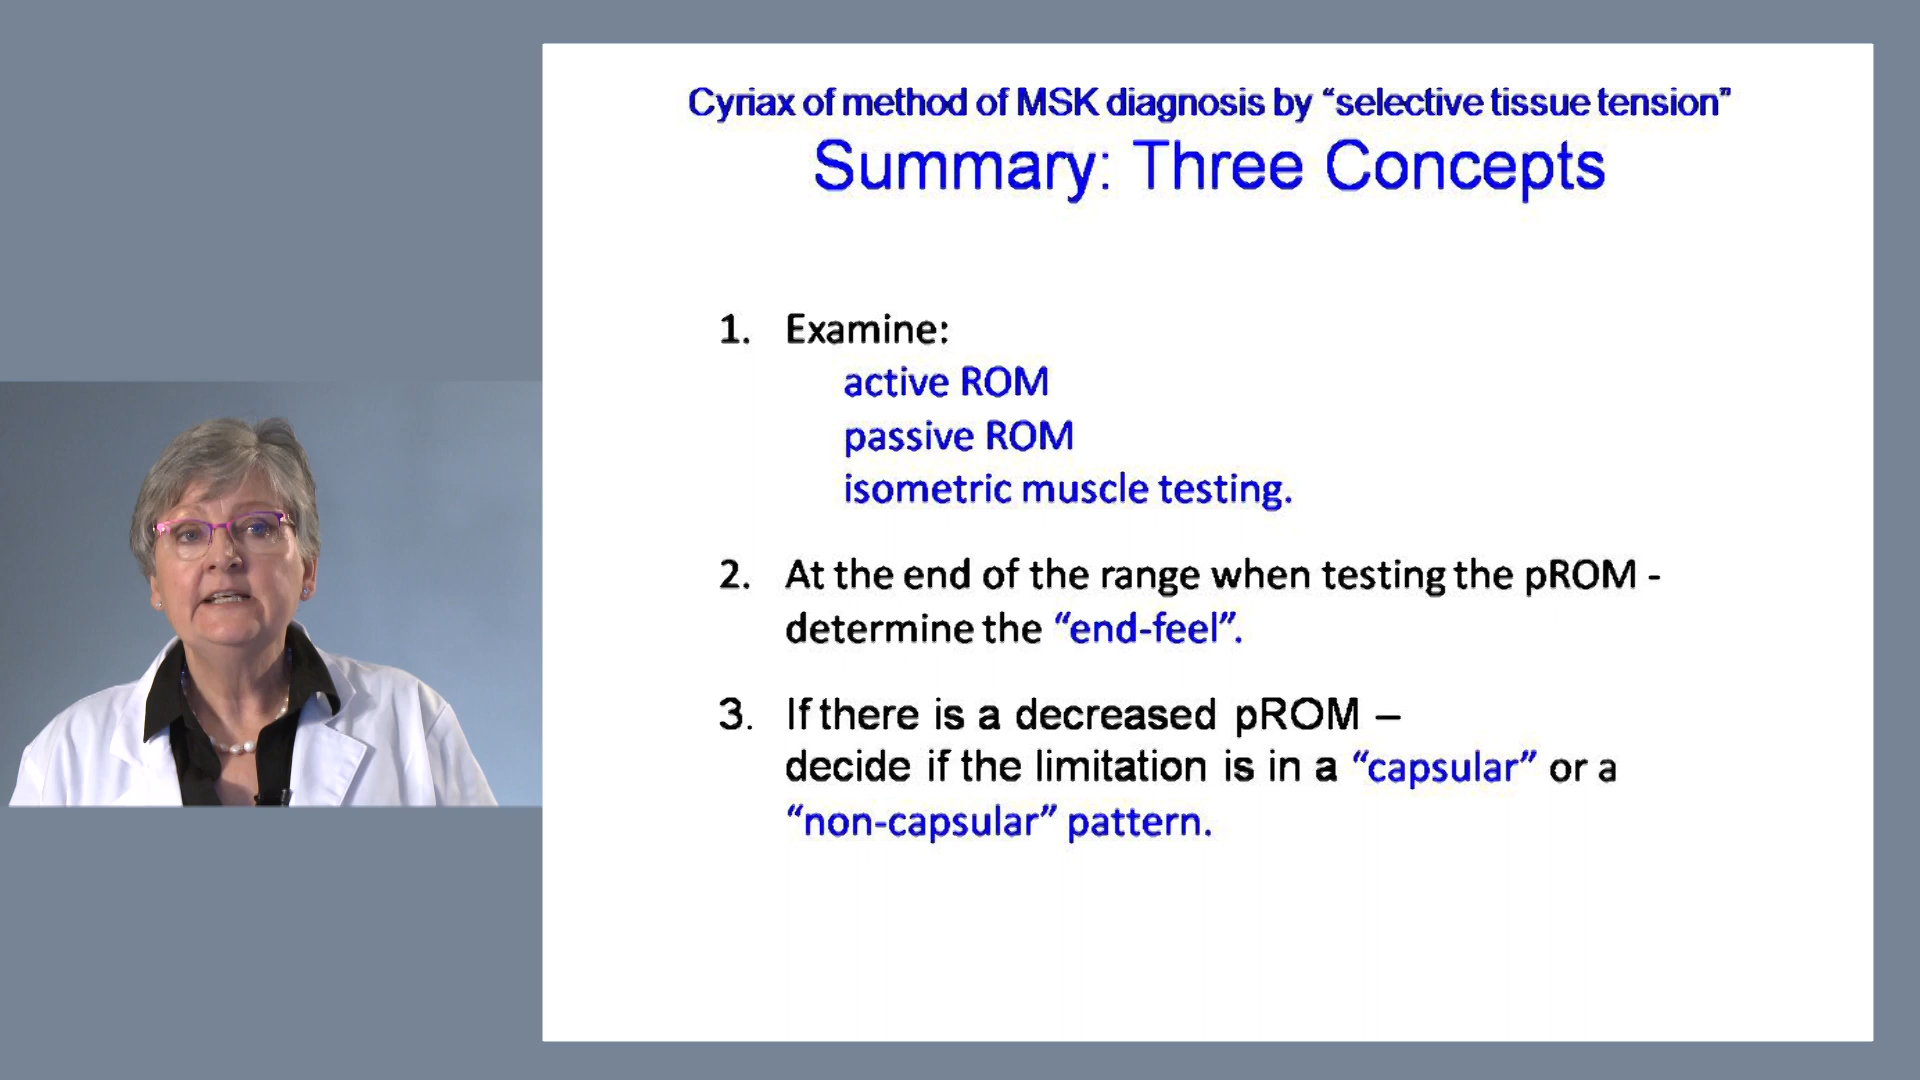 Cyriax of method of MSK diagnosis by “selective tissue tension”
Summary: Three Concepts
1. Examine:
active ROM
passive ROM
isometric muscle testing.
2. At the end of the range when testing the pROM -
determine the “end-feel”.
3. If there is a decreased pROM –
decide if the limitation is in a “capsular” or a
“non-capsular” pattern.